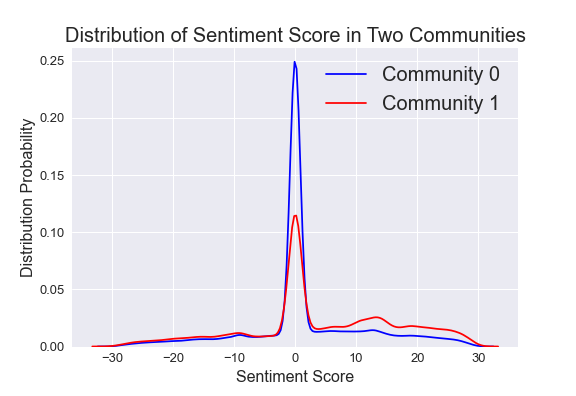 Distribution of Sentiment Score in Two Communities
Community 0
Community 1
Distribution Probability
0.25
0.20
0.15
0.10
0.05
0.00
−30 −20 −10 0 10 20 30
Sentiment Score